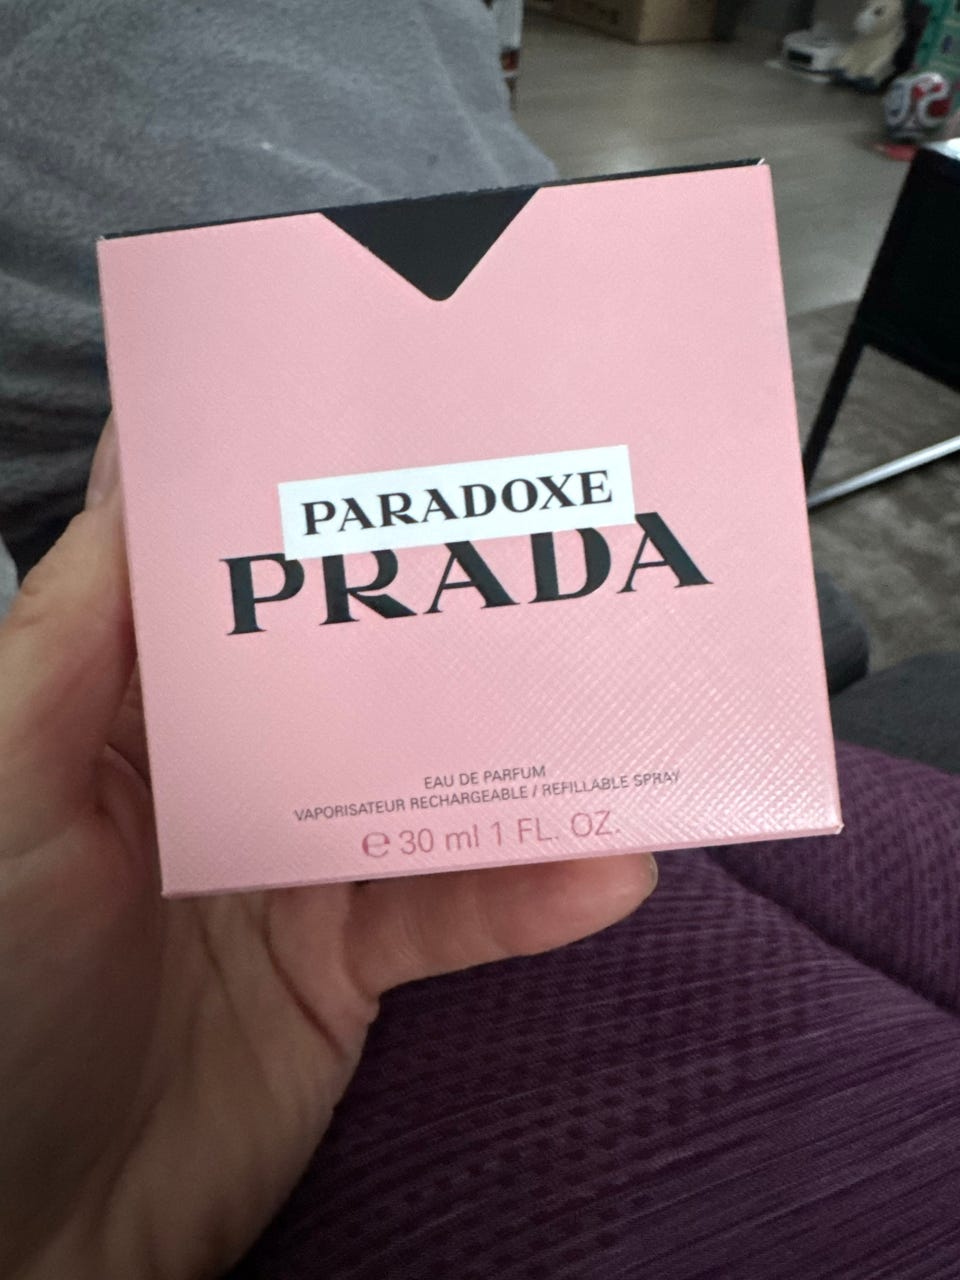 PARADOXE
PRADA
EAU DE PARFUM
VAPORISATEUR RECHARGEABLE / REFILLABLE SPRAY
℮ 30 ml 1 FL. OZ.